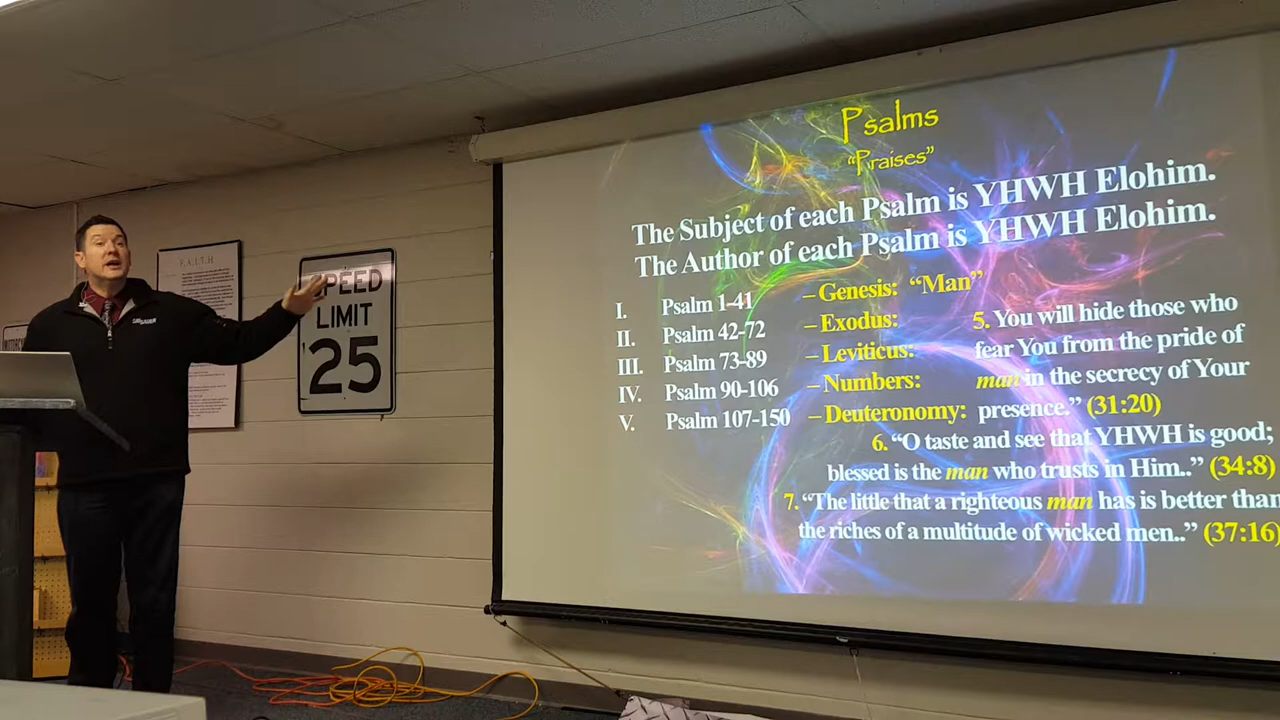 Psalms
"Praises"
The Subject of each Psalm is YHWH Elohim.
The Author of each Psalm is YHWH Elohim.
I. Psalm 1-41 – Genesis: "Man"
II. Psalm 42-72 – Exodus:
III. Psalm 73-89 – Leviticus:
IV. Psalm 90-106 – Numbers:
V. Psalm 107-150 – Deuteronomy:
5. You will hide those who
fear You from the pride of
man in the secrecy of Your
presence." (31:20)
6. "O taste and see that YHWH is good;
blessed is the man who trusts in Him.." (34:8)
7. "The little that a righteous man has is better than
the riches of a multitude of wicked men.." (37:16)
F.A.I.T.H
SPEED
LIMIT
25